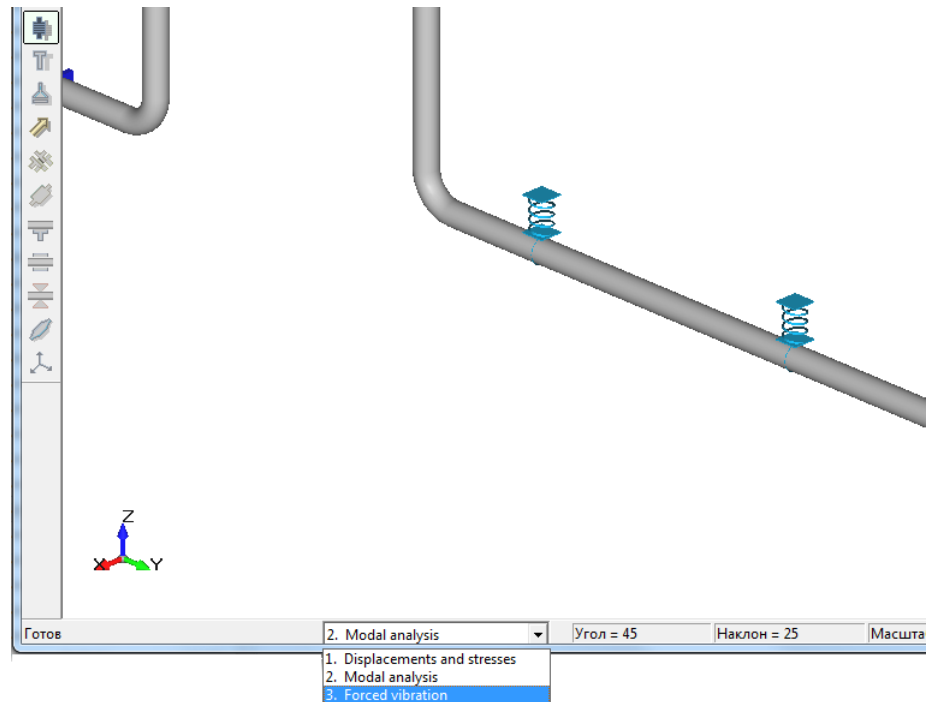 Z
X Y
Готов 2. Modal analysis Угол = 45 Наклон = 25 Масшта
1. Displacements and stresses
2. Modal analysis
3. Forced vibration